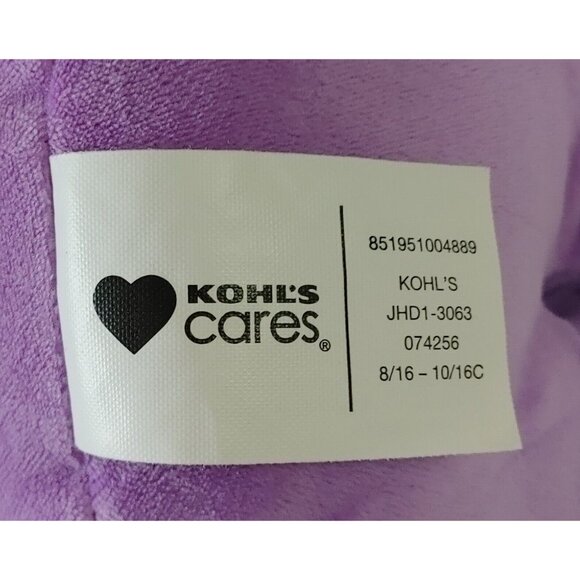 KOHL'S
cares®
851951004889
KOHL'S
JHD1-3063
074256
8/16 – 10/16C